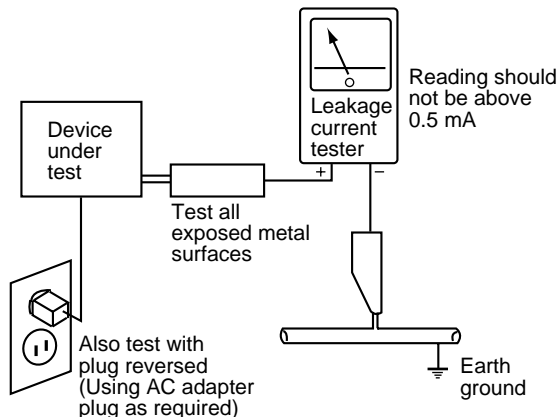 Device
under
test
Leakage
current
tester
+ −
Reading should
not be above
0.5 mA
Test all
exposed metal
surfaces
Also test with
plug reversed
(Using AC adapter
plug as required)
Earth
ground